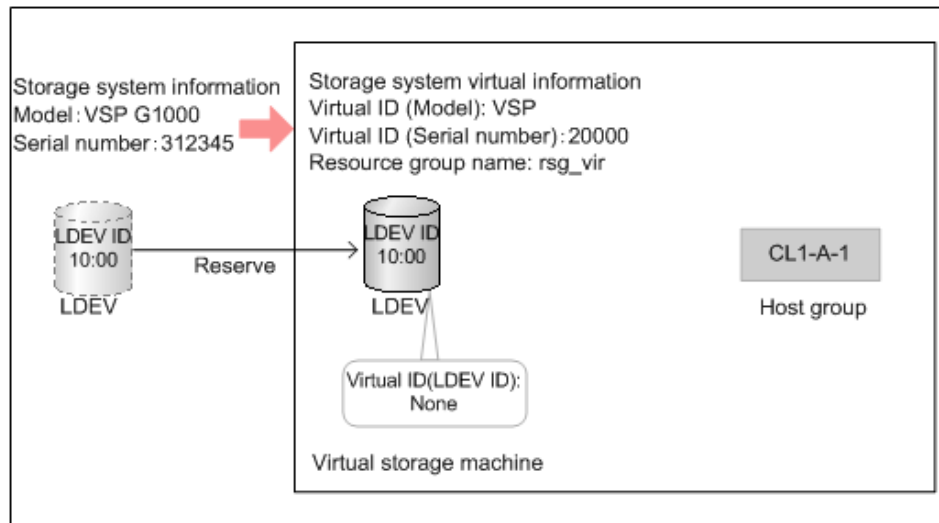 Storage system information
Model：VSP G1000
Serial number：312345
Storage system virtual information
Virtual ID (Model): VSP
Virtual ID (Serial number)：20000
Resource group name: rsg_vir
LDEV ID
10:00
LDEV
Reserve
LDEV ID
10:00
LDEV
CL1-A-1
Host group
Virtual ID(LDEV ID):
None
Virtual storage machine